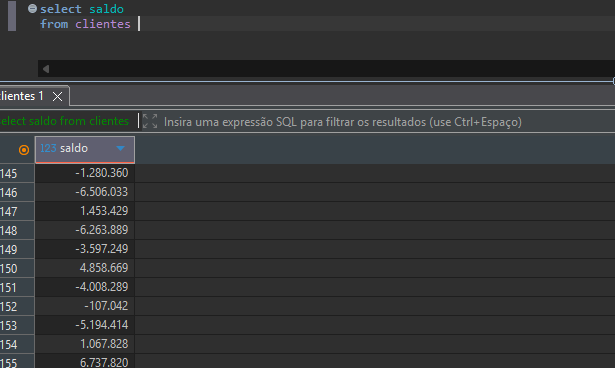 select saldo
from clientes
clientes 1
select saldo from clientes
Insira uma expressão SQL para filtrar os resultados (use Ctrl+Espaço)
123 saldo
145 -1.280.360
146 -6.506.033
147 1.453.429
148 -6.263.889
149 -3.597.249
150 4.858.669
151 -4.008.289
152 -107.042
153 -5.194.414
154 1.067.828
155 6.737.820